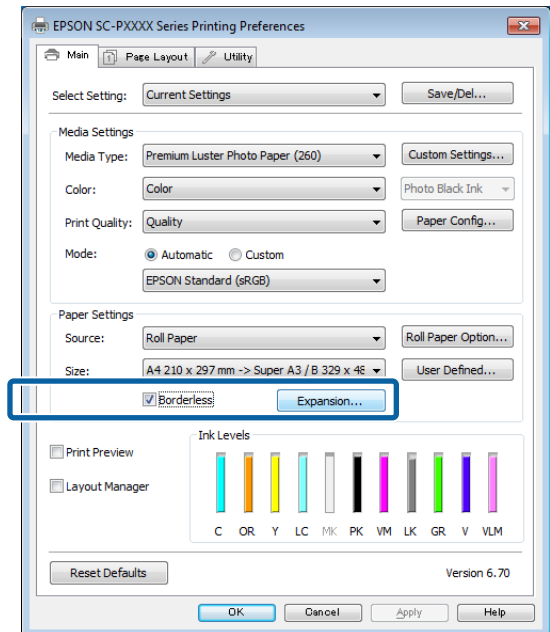 EPSON SC-PXXXX Series Printing Preferences
Main Page Layout Utility
Select Setting: Current Settings Save/Del...
Media Settings
Media Type: Premium Luster Photo Paper (260) Custom Settings...
Color: Color Photo Black Ink
Print Quality: Quality Paper Config...
Mode: Automatic Custom
EPSON Standard (sRGB)
Paper Settings
Source: Roll Paper Roll Paper Option...
Size: A4 210 x 297 mm -> Super A3 / B 329 x 48 User Defined...
Borderless Expansion...
Ink Levels
Print Preview
Layout Manager
C OR Y LC MK PK VM LK GR V VLM
Reset Defaults Version 6.70
OK Cancel Apply Help